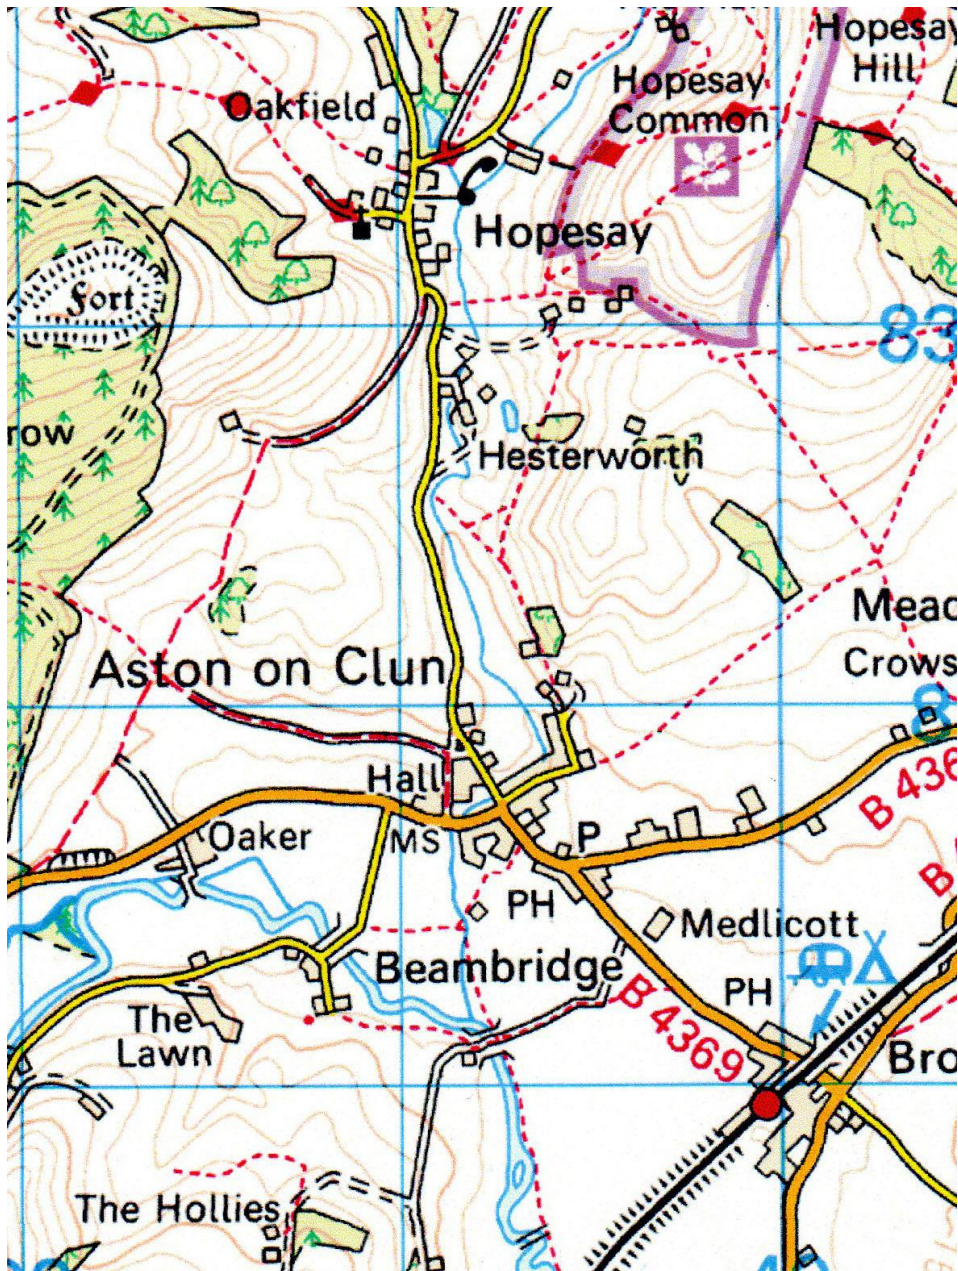 Hopesay
Hill
Hopesay
Common
Oakfield
Hopesay
Fort
83
row
Hesterworth
Mead
Crows
Aston on Clun
8
Hall
B 436
Oaker
MS
P
PH
Medlicott
Beambridge
PH
B 4369
The
Lawn
Bro
The Hollies